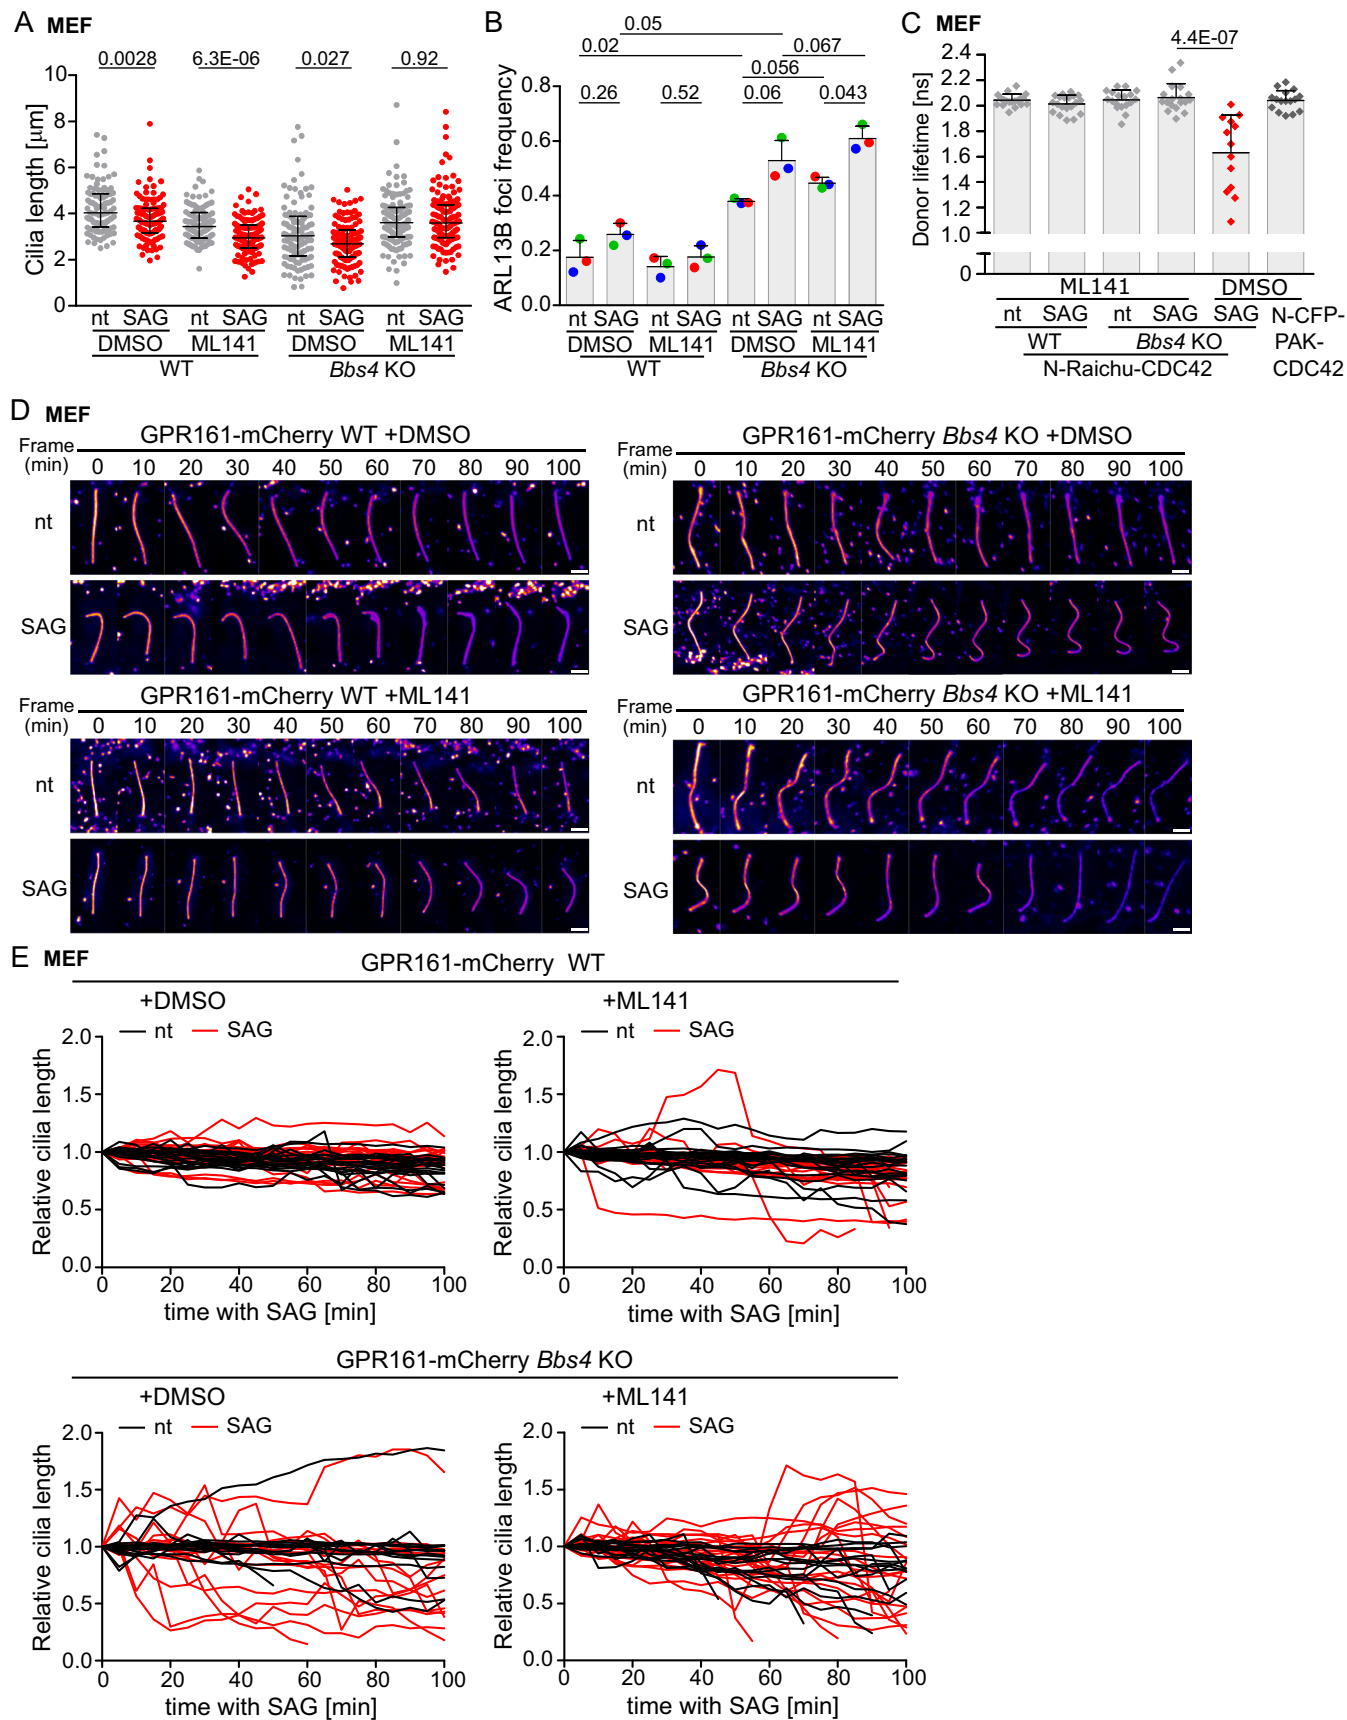 A MEF
Cilia length [µm]
10
8
6
4
2
0
0.0028 6.3E-06 0.027 0.92
nt SAG nt SAG nt SAG nt SAG
DMSO ML141 DMSO ML141
WT Bbs4 KO
B
ARL13B foci frequency
0.8
0.6
0.4
0.2
0.0
0.05
0.02 0.067
0.056
0.26 0.52 0.06 0.043
nt SAG nt SAG nt SAG nt SAG
DMSO ML141 DMSO ML141
WT Bbs4 KO
C MEF
Donor lifetime [ns]
2.4
2.2
2.0
1.8
1.6
1.4
1.2
1.0
0
4.4E-07
ML141 DMSO
nt SAG nt SAG SAG N-CFP-
WT Bbs4 KO PAK-
N-Raichu-CDC42 CDC42
D MEF
GPR161-mCherry WT +DMSO
Frame
(min) 0 10 20 30 40 50 60 70 80 90 100
nt
SAG
GPR161-mCherry Bbs4 KO +DMSO
Frame
(min) 0 10 20 30 40 50 60 70 80 90 100
nt
SAG
GPR161-mCherry WT +ML141
Frame
(min) 0 10 20 30 40 50 60 70 80 90 100
nt
SAG
GPR161-mCherry Bbs4 KO +ML141
Frame
(min) 0 10 20 30 40 50 60 70 80 90 100
nt
SAG
E MEF
GPR161-mCherry WT
+DMSO
nt SAG
Relative cilia length
2.0
1.5
1.0
0.5
0.0
0 20 40 60 80 100
time with SAG [min]
+ML141
nt SAG
Relative cilia length
2.0
1.5
1.0
0.5
0.0
0 20 40 60 80 100
time with SAG [min]
GPR161-mCherry Bbs4 KO
+DMSO
nt SAG
Relative cilia length
2.0
1.5
1.0
0.5
0.0
0 20 40 60 80 100
time with SAG [min]
+ML141
nt SAG
Relative cilia length
2.0
1.5
1.0
0.5
0.0
0 20 40 60 80 100
time with SAG [min]